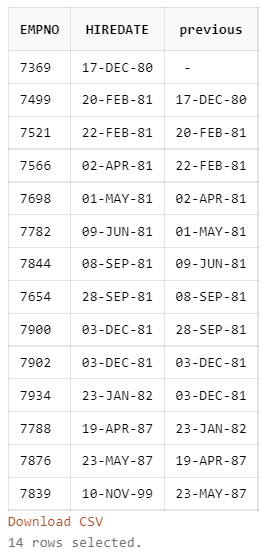 EMPNO HIREDATE previous
7369 17-DEC-80 -
7499 20-FEB-81 17-DEC-80
7521 22-FEB-81 20-FEB-81
7566 02-APR-81 22-FEB-81
7698 01-MAY-81 02-APR-81
7782 09-JUN-81 01-MAY-81
7844 08-SEP-81 09-JUN-81
7654 28-SEP-81 08-SEP-81
7900 03-DEC-81 28-SEP-81
7902 03-DEC-81 03-DEC-81
7934 23-JAN-82 03-DEC-81
7788 19-APR-87 23-JAN-82
7876 23-MAY-87 19-APR-87
7839 10-NOV-99 23-MAY-87
Download CSV
14 rows selected.